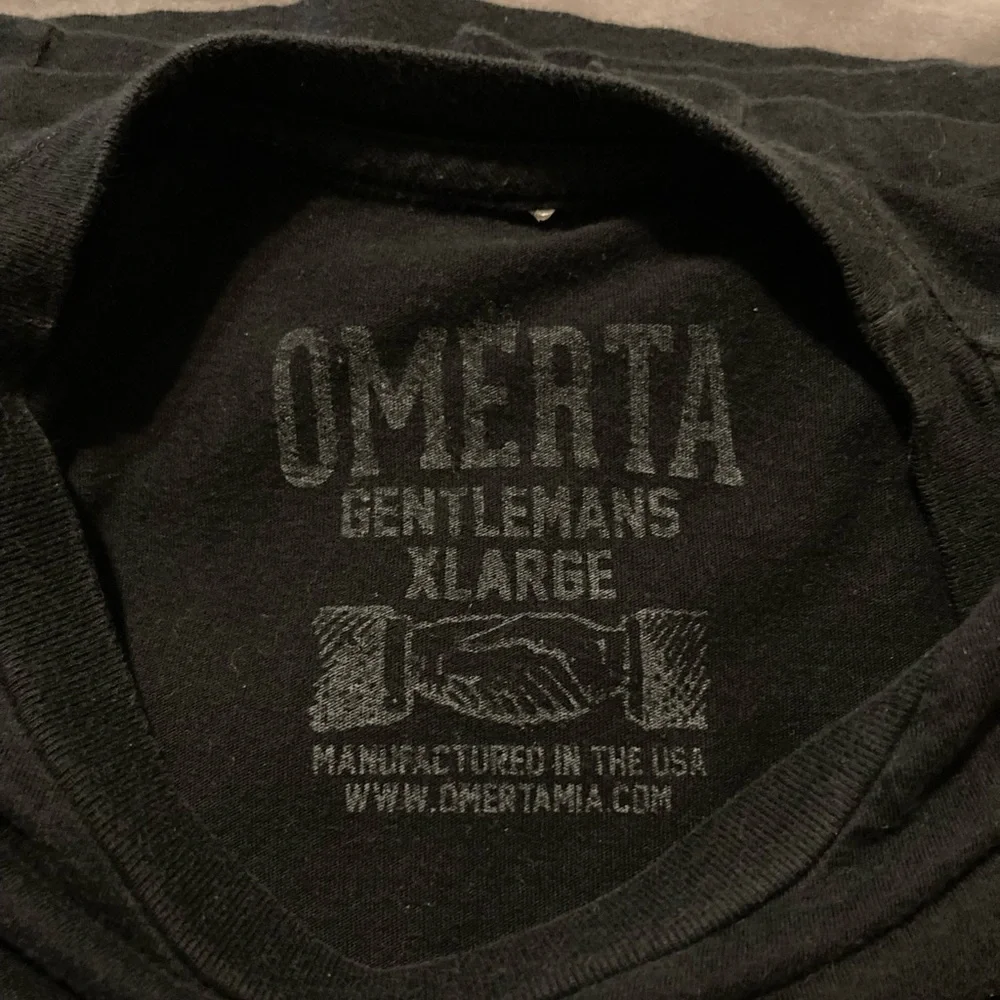 OMERTA
GENTLEMANS
XLARGE
MANUFACTURED IN THE USA
WWW.OMERTAMIA.COM